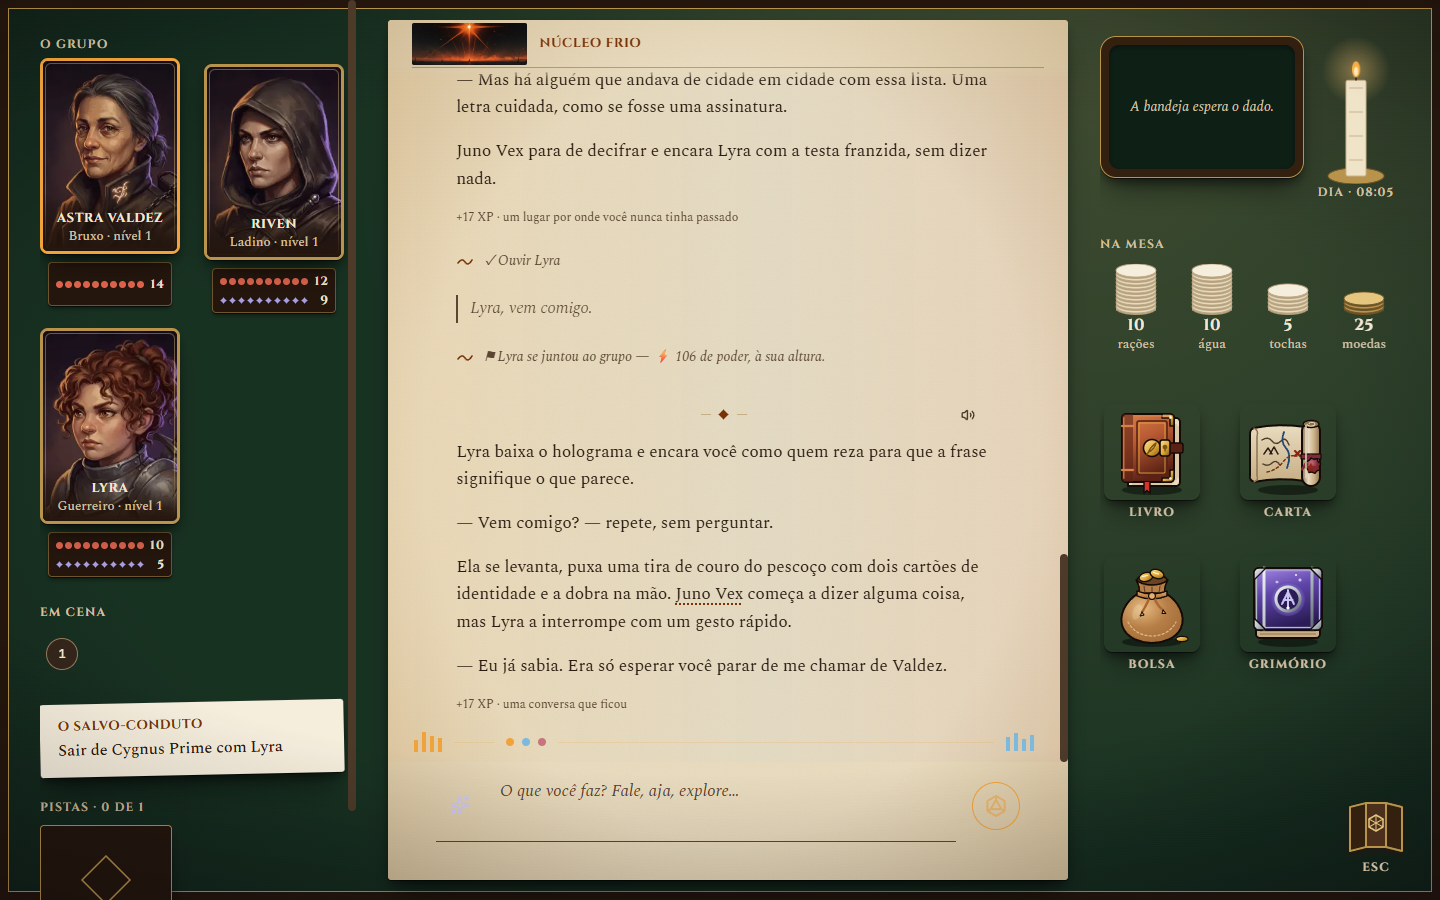 O GRUPO
ASTRA VALDEZ
Bruxo · nível 1
14
RIVEN
Ladino · nível 1
12
9
LYRA
Guerreiro · nível 1
10
5
EM CENA
1
O SALVO-CONDUTO
Sair de Cygnus Prime com Lyra
PISTAS · 0 DE 1
NÚCLEO FRIO
— Mas há alguém que andava de cidade em cidade com essa lista. Uma
letra cuidada, como se fosse uma assinatura.
Juno Vex para de decifrar e encara Lyra com a testa franzida, sem dizer
nada.
+17 XP · um lugar por onde você nunca tinha passado
✓Ouvir Lyra
Lyra, vem comigo.
⚑Lyra se juntou ao grupo — ⚡ 106 de poder, à sua altura.
Lyra baixa o holograma e encara você como quem reza para que a frase
signifique o que parece.
— Vem comigo? — repete, sem perguntar.
Ela se levanta, puxa uma tira de couro do pescoço com dois cartões de
identidade e a dobra na mão. Juno Vex começa a dizer alguma coisa,
mas Lyra a interrompe com um gesto rápido.
— Eu já sabia. Era só esperar você parar de me chamar de Valdez.
+17 XP · uma conversa que ficou
O que você faz? Fale, aja, explore...
A bandeja espera o dado.
DIA · 08:05
NA MESA
10
rações
10
água
5
tochas
25
moedas
LIVRO
CARTA
BOLSA
GRIMÓRIO
ESC